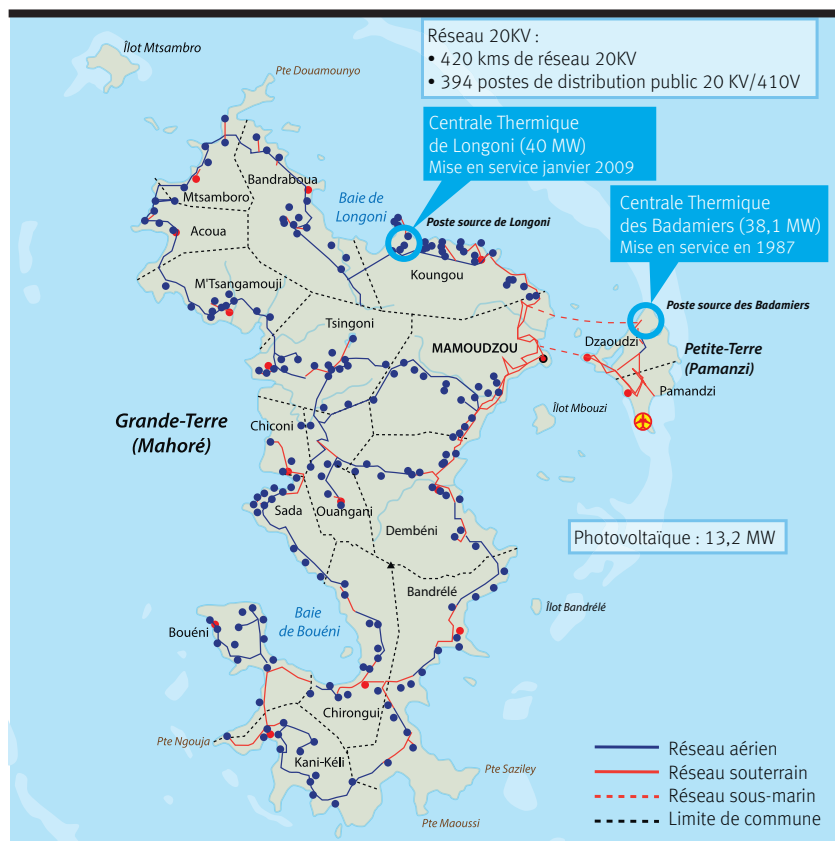 Réseau 20KV :
• 420 kms de réseau 20KV
• 394 postes de distribution public 20 KV/410V
Îlot Mtsambro
Pte Douamounyo
Centrale Thermique
de Longoni (40 MW)
Mise en service janvier 2009
Bandraboua
Mtsamboro
Baie de
Longoni
Poste source de Longoni
Centrale Thermique
des Badamiers (38,1 MW)
Mise en service en 1987
Acoua
Koungou
M'Tsangamouji
Poste source des Badamiers
Tsingoni
MAMOUDZOU
Dzaoudzi
Petite-Terre
(Pamanzi)
Pamandzi
Grande-Terre
(Mahoré)
Chiconi
Îlot Mbouzi
Sada
Ouangani
Dembéni
Photovoltaïque : 13,2 MW
Bandrélé
Îlot Bandrélé
Baie
de Bouéni
Bouéni
Chirongui
Pte Ngouja
Kani-Kéli
Pte Saziley
Pte Maoussi
Réseau aérien
Réseau souterrain
Réseau sous-marin
Limite de commune